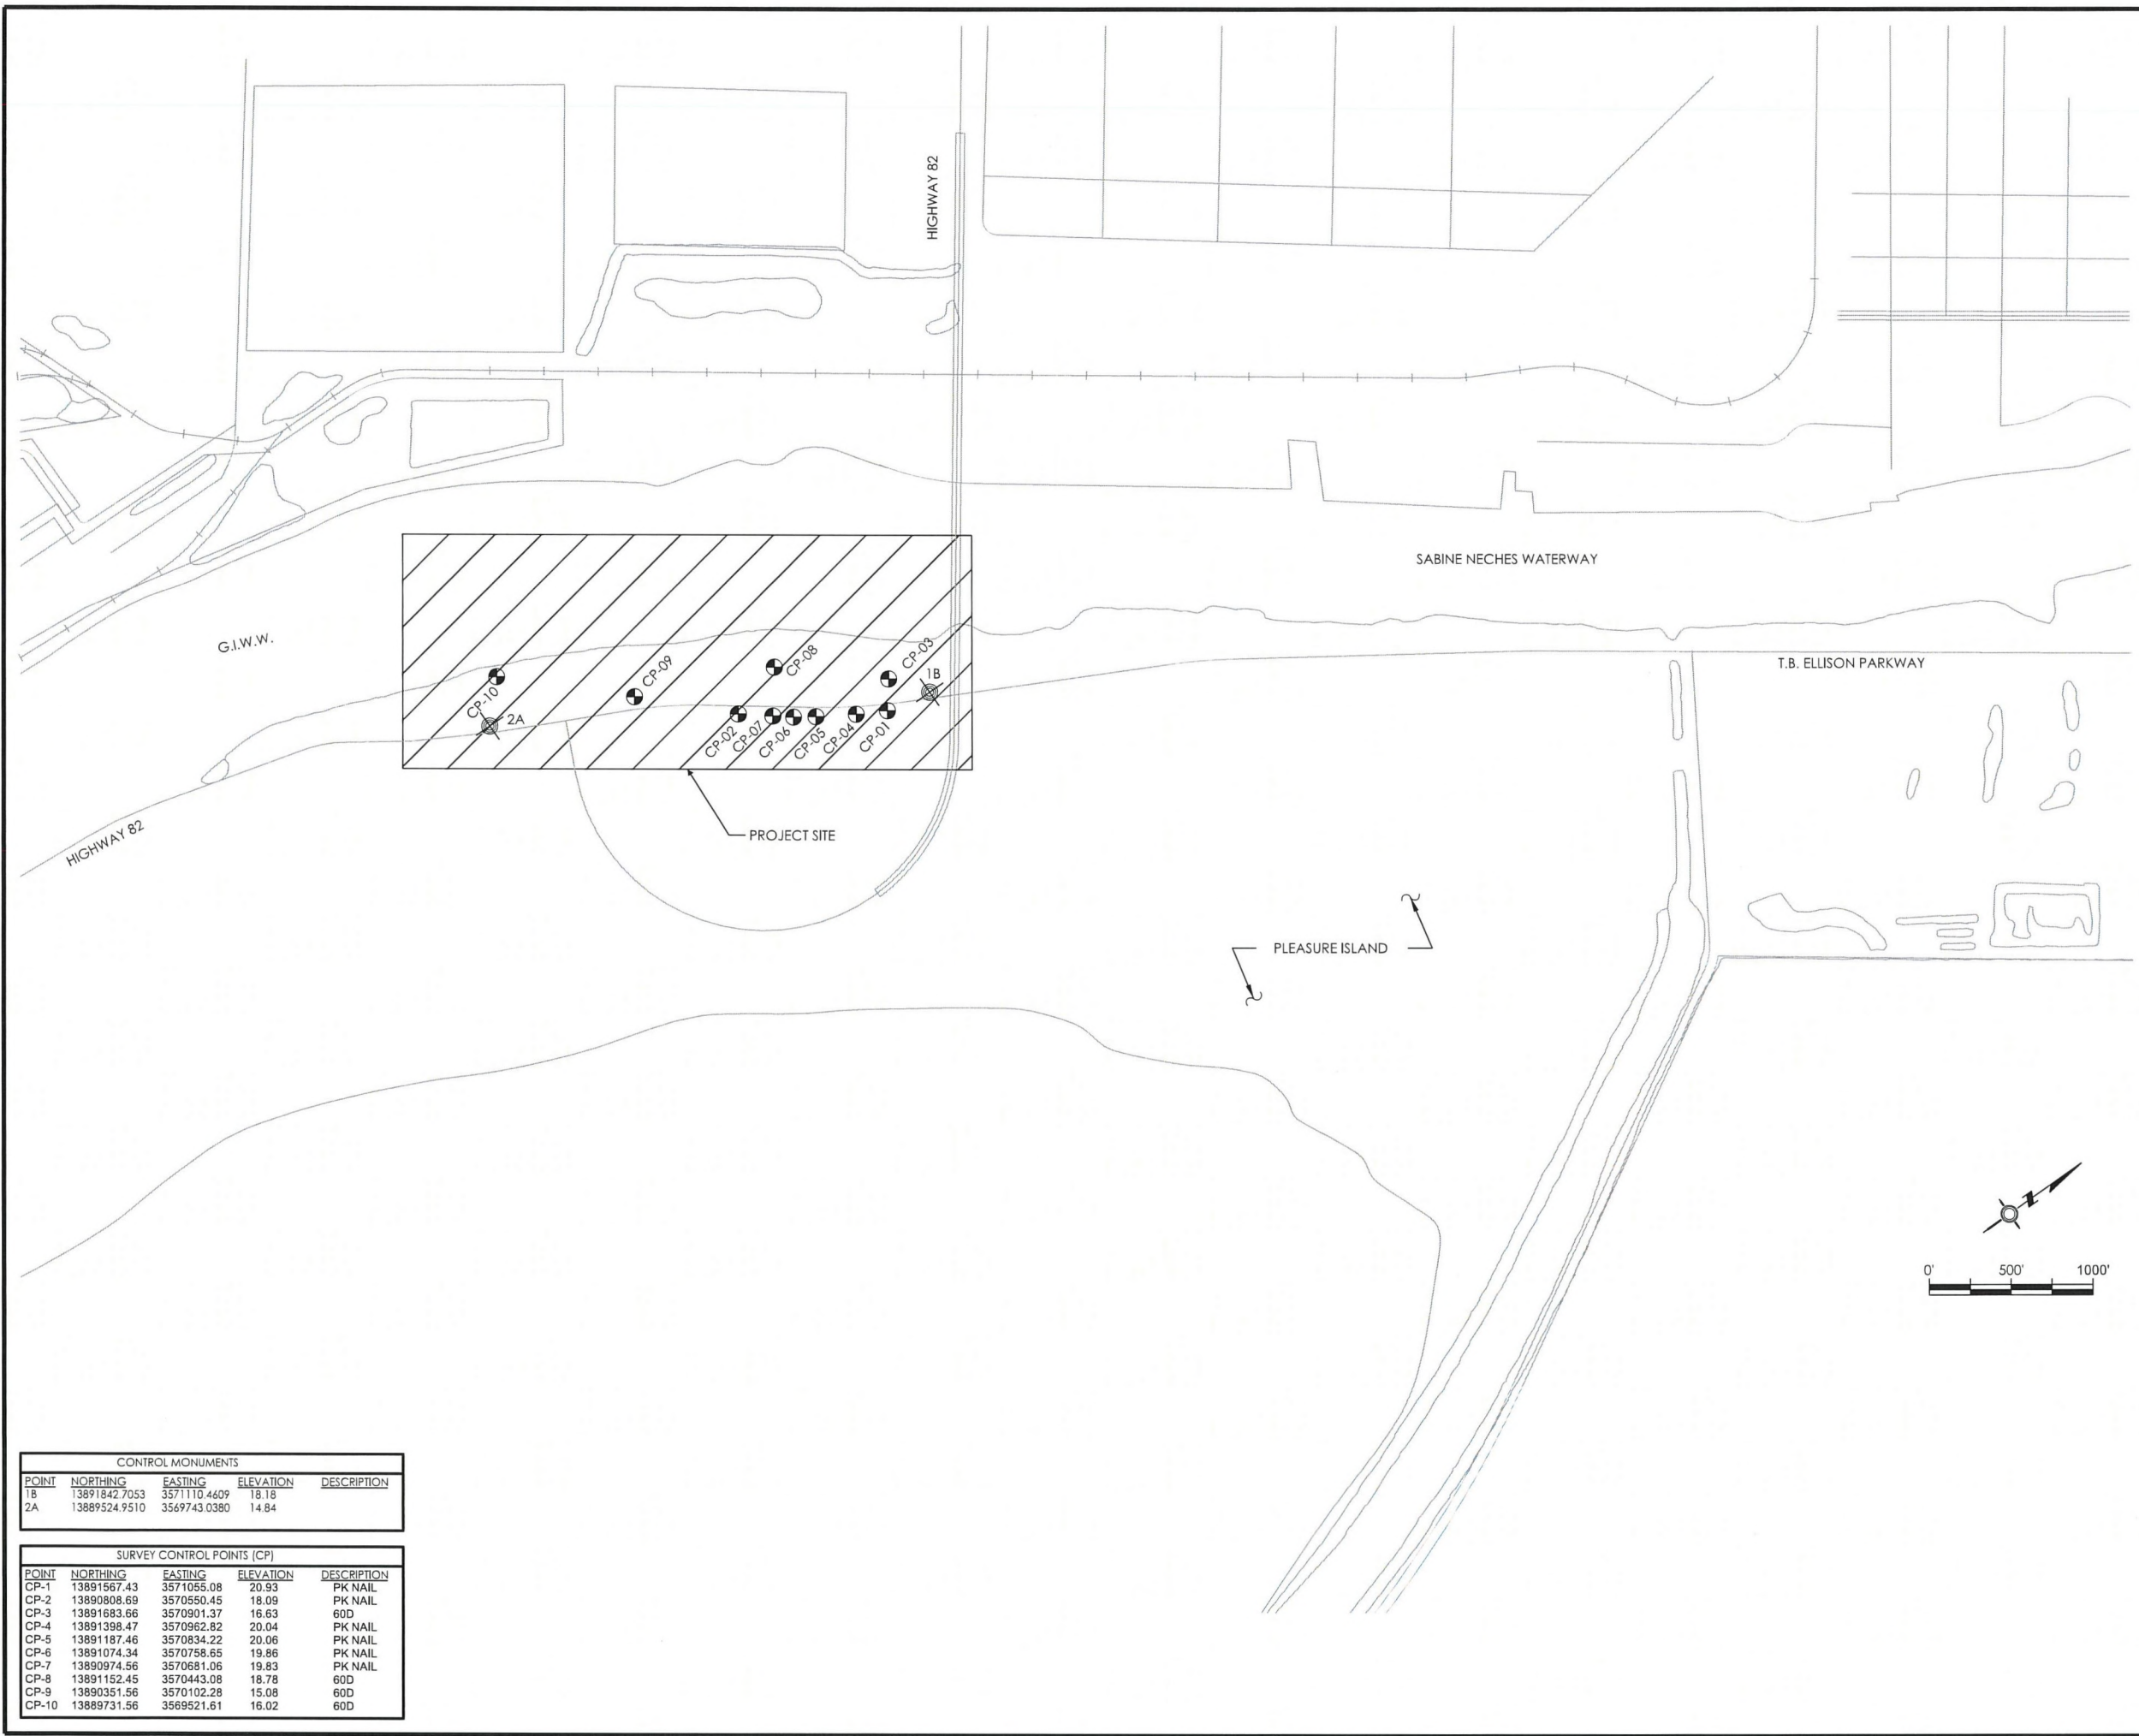 HIGHWAY 82
SABINE NECHES WATERWAY
G.I.W.W.
T.B. ELLISON PARKWAY
CP-03
CP-08
CP-09
1B
CP-10
2A
CP-02
CP-07
CP-06
CP-05
CP-04
CP-01
PROJECT SITE
HIGHWAY 82
PLEASURE ISLAND
N
0' 500' 1000'
CONTROL MONUMENTS
POINT NORTHING EASTING ELEVATION DESCRIPTION
1B 13891842.7053 3571110.4609 18.18
2A 13889524.9510 3569743.0380 14.84
SURVEY CONTROL POINTS (CP)
POINT NORTHING EASTING ELEVATION DESCRIPTION
CP-1 13891567.43 3571055.08 20.93 PK NAIL
CP-2 13890808.69 3570550.45 18.09 PK NAIL
CP-3 13891683.66 3570901.37 16.63 60D
CP-4 13891398.47 3570962.82 20.04 PK NAIL
CP-5 13891187.46 3570834.22 20.06 PK NAIL
CP-6 13891074.34 3570758.65 19.86 PK NAIL
CP-7 13890974.56 3570681.06 19.83 PK NAIL
CP-8 13891152.45 3570443.08 18.78 60D
CP-9 13890351.56 3570102.28 15.08 60D
CP-10 13889731.56 3569521.61 16.02 60D